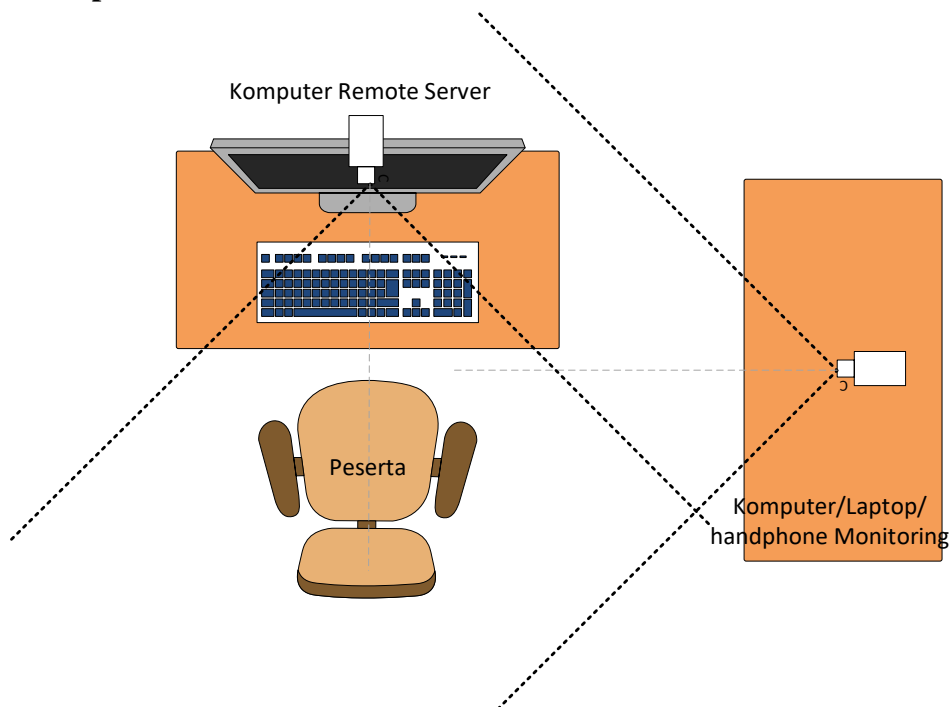 Komputer Remote Server
Peserta
Komputer/Laptop/
handphone Monitoring